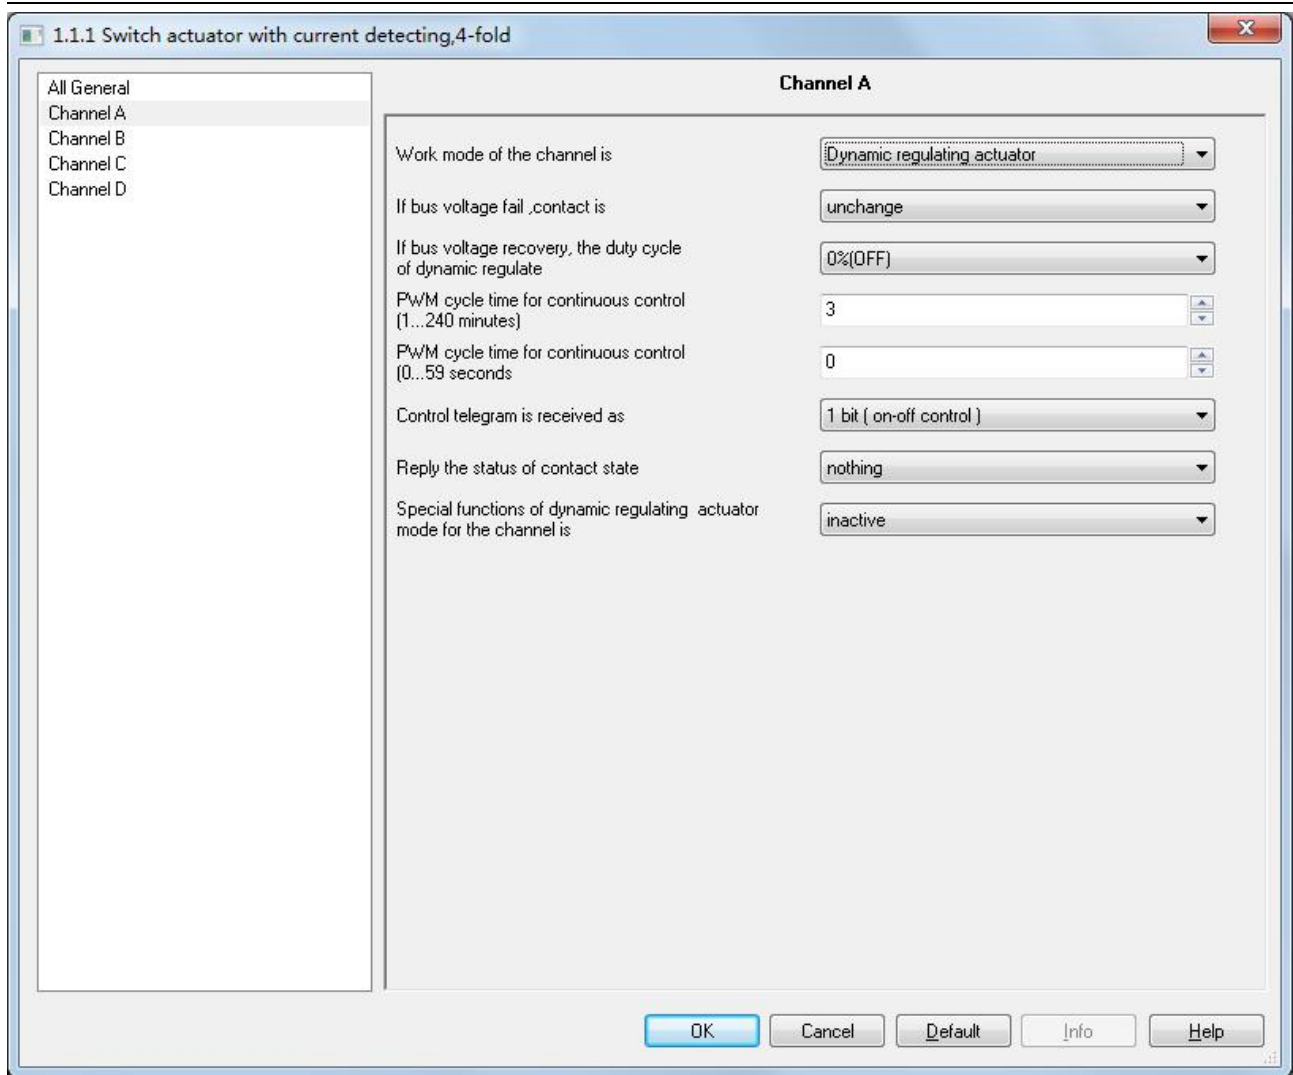 1.1.1 Switch actuator with current detecting,4-fold
All General
Channel A
Channel B
Channel C
Channel D
Channel A
Work mode of the channel is
Dynamic regulating actuator
If bus voltage fail ,contact is
unchange
If bus voltage recovery, the duty cycle
of dynamic regulate
0%(OFF)
PWM cycle time for continuous control
(1...240 minutes)
3
PWM cycle time for continuous control
(0...59 seconds
0
Control telegram is received as
1 bit ( on-off control )
Reply the status of contact state
nothing
Special functions of dynamic regulating  actuator
mode for the channel is
inactive
OK
Cancel
Default
Info
Help